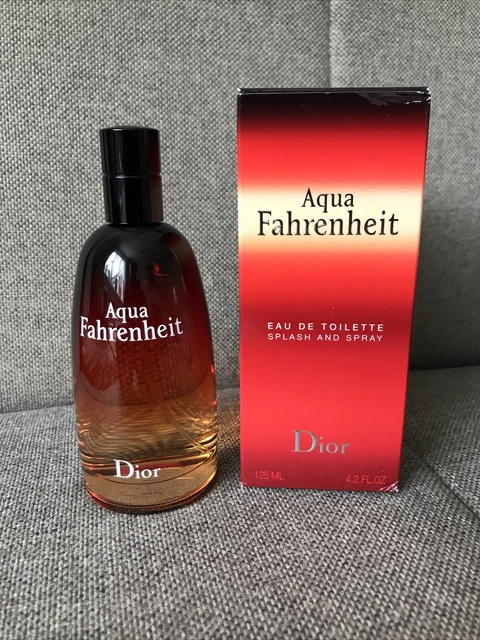 Aqua
Fahrenheit
Dior
Aqua
Fahrenheit
EAU DE TOILETTE
SPLASH AND SPRAY
Dior
125 ML 4.2 FL.OZ